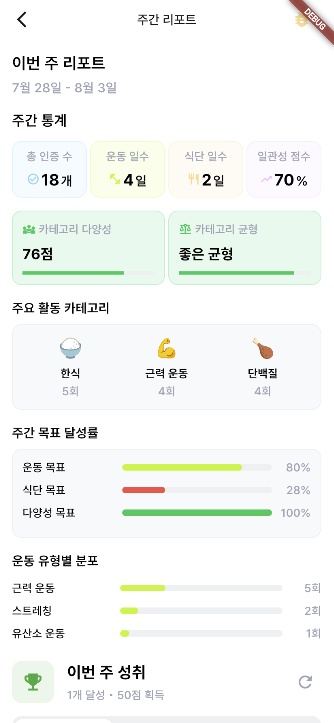 주간 리포트
DEBUG
이번 주 리포트
7월 28일 - 8월 3일
주간 통계
총 인증 수 운동 일수 식단 일수 일관성 점수
18개 4일 2일 70%
카테고리 다양성 카테고리 균형
76점 좋은 균형
주요 활동 카테고리
한식 근력 운동 단백질
5회 4회 4회
주간 목표 달성률
운동 목표 80%
식단 목표 28%
다양성 목표 100%
운동 유형별 분포
근력 운동 5회
스트레칭 2회
유산소 운동 1회
이번 주 성취
1개 달성 • 50점 획득